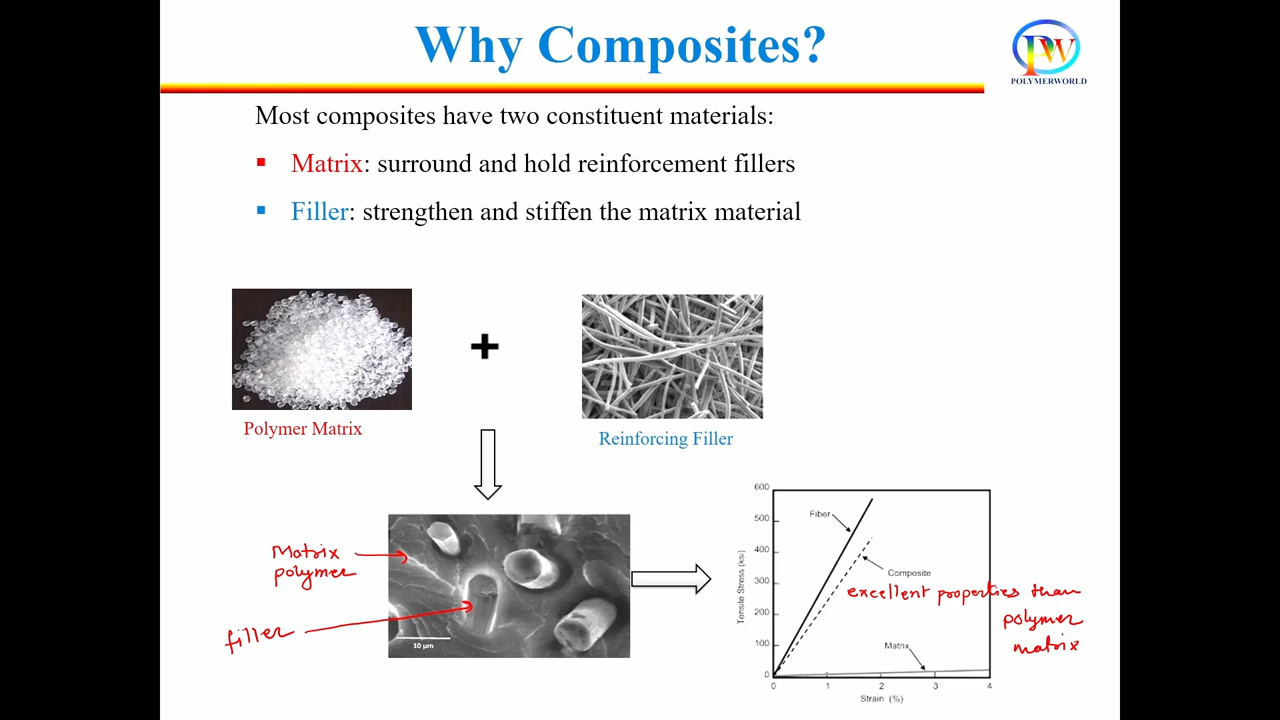 Why Composites?
PW
POLYMERWORLD
Most composites have two constituent materials:
Matrix: surround and hold reinforcement fillers
Filler: strengthen and stiffen the matrix material
Polymer Matrix
Reinforcing Filler
Matrix
polymer
filler
10 μm
Tensile Stress (ksi)
600
500
400
300
200
100
0
Fiber
Composite
excellent properties than
polymer
matrix
Matrix
0 1 2 3 4
Strain (%)